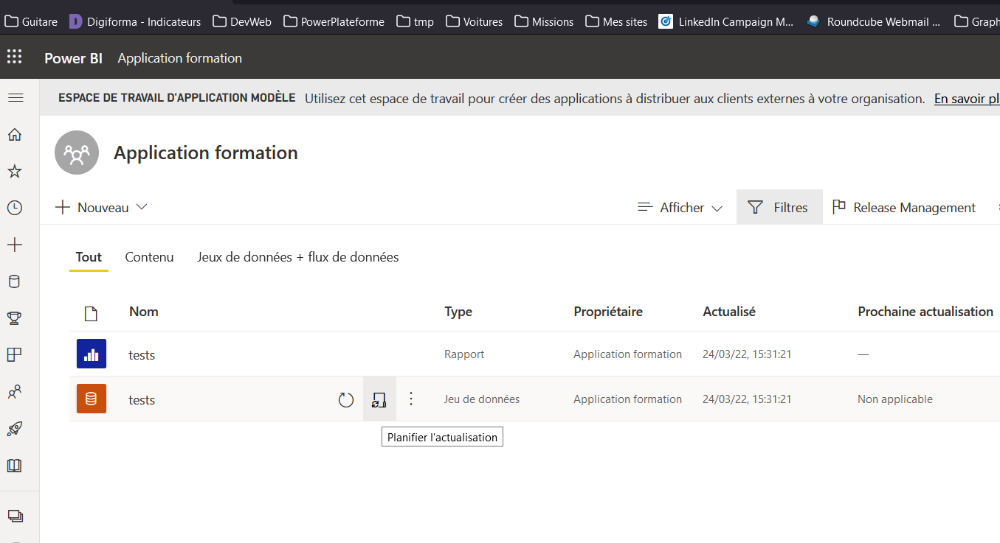 Guitare Digiforma - Indicateurs DevWeb PowerPlateforme tmp Voitures Missions Mes sites LinkedIn Campaign M... Roundcube Webmail ... Graph
Power BI Application formation
ESPACE DE TRAVAIL D'APPLICATION MODÈLE Utilisez cet espace de travail pour créer des applications à distribuer aux clients externes à votre organisation. En savoir pl
Application formation
Nouveau Afficher Filtres Release Management
Tout Contenu Jeux de données + flux de données
Nom Type Propriétaire Actualisé Prochaine actualisation
tests Rapport Application formation 24/03/22, 15:31:21 —
tests Jeu de données Application formation 24/03/22, 15:31:21 Non applicable
Planifier l'actualisation